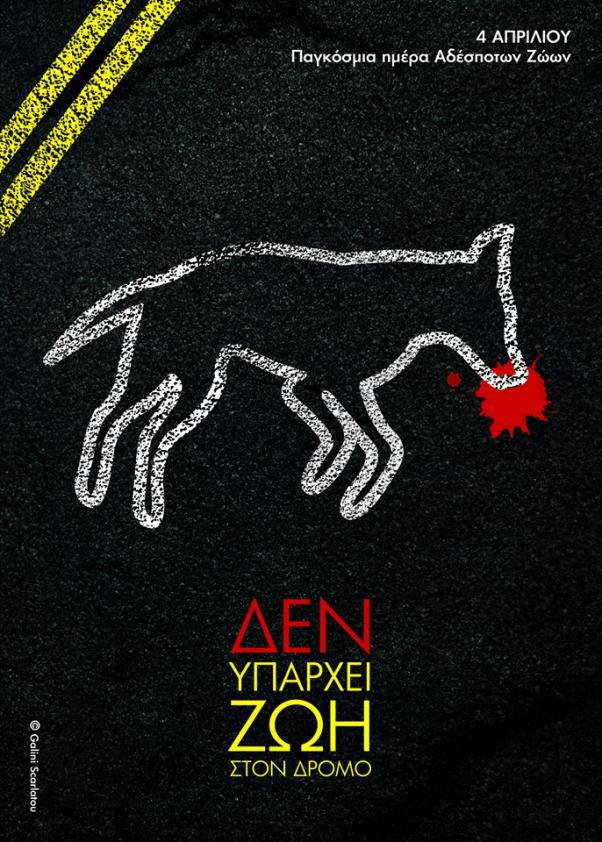 4 ΑΠΡΙΛΙΟΥ
Παγκόσμια ημέρα Αδέσποτων Ζώων
ΔΕΝ
ΥΠΑΡΧΕΙ
ΖΩΗ
ΣΤΟΝ ΔΡΟΜΟ
© Galini Scarlatou